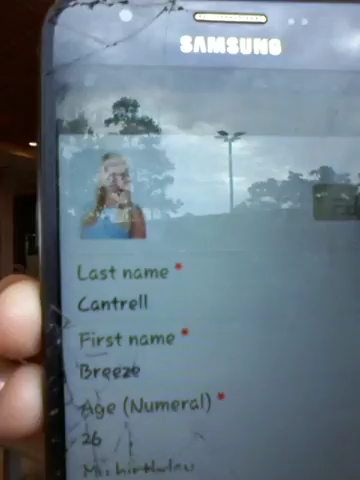 SAMSUNG
Last name *
Cantrell
First name *
Breeze
Age (Numeral) *
26